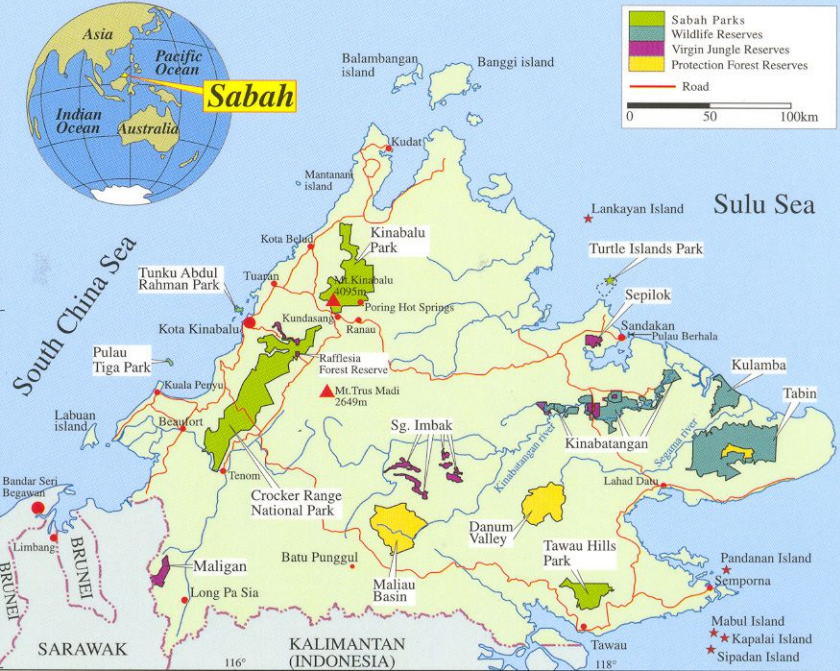 Asia
Pacific
Ocean
Sabah
Indian
Ocean
Australia
Sabah Parks
Wildlife Reserves
Virgin Jungle Reserves
Protection Forest Reserves
Road
0 50 100km
Balambangan
island
Banggi island
Kudat
Mantanani
island
Lankayan Island
Sulu Sea
South China Sea
Kota Belud
Kinabalu
Park
Turtle Islands Park
Tunku Abdul
Rahman Park
Tuaran
Mt.Kinabalu
4095m
Poring Hot Springs
Sepilok
Kundasang
Ranau
Kota Kinabalu
Sandakan
Pulau Berhala
Pulau
Tiga Park
Rafflesia
Forest Reserve
Kulamba
Kuala Penyu
Mt.Trus Madi
2649m
Tabin
Labuan
island
Beaufort
Sg. Imbak
Kinabatangan
Kinabatangan river
Segama river
Tenom
Lahad Datu
Bandar Seri
Begawan
Crocker Range
National Park
Danum
Valley
Limbang
BRUNEI
BRUNEI
Maligan
Batu Punggul
Maliau
Basin
Tawau Hills
Park
Pandanan Island
Semporna
Long Pa Sia
Mabul Island
Kapalai Island
Sipadan Island
Tawau
SARAWAK
116°
KALIMANTAN
(INDONESIA)
118°